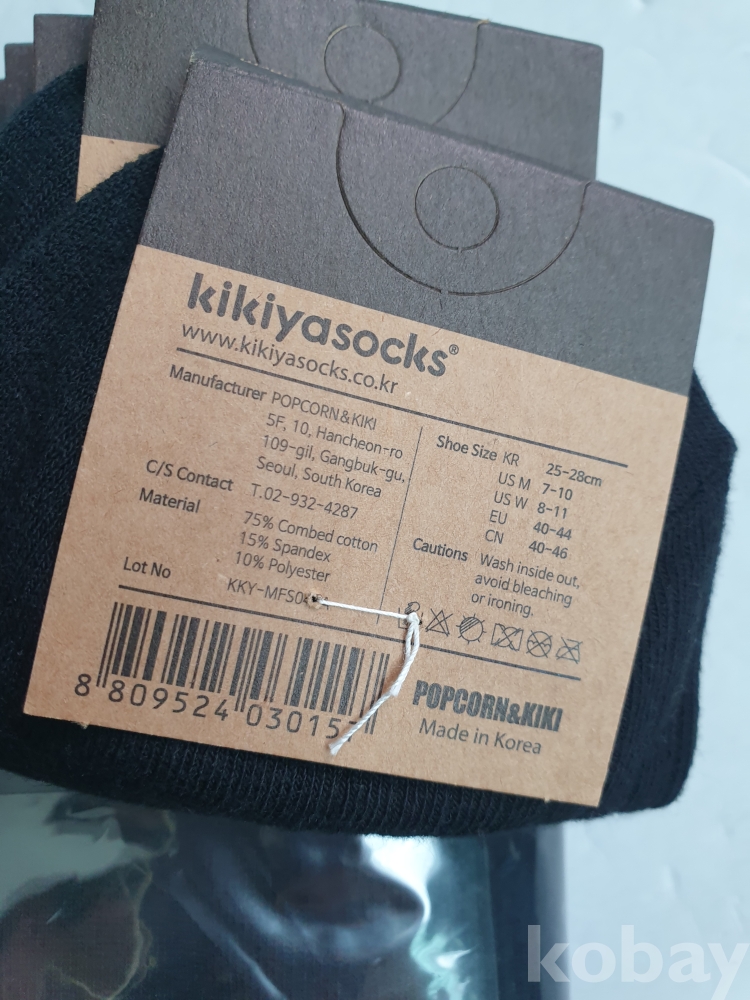 kikiyasocks®
www.kikiyasocks.co.kr
Manufacturer POPCORN&KIKI
5F, 10, Hancheon-ro
109-gil, Gangbuk-gu,
Seoul, South Korea
C/S Contact T.02-932-4287
Material 75% Combed cotton
15% Spandex
10% Polyester
Lot No
Shoe Size KR 25-28cm
US M 7-10
US W 8-11
EU 40-44
CN 40-46
Cautions Wash inside out,
avoid bleaching
or ironing.
8 809524
POPCORN&KIKI
Made in Korea
kobay